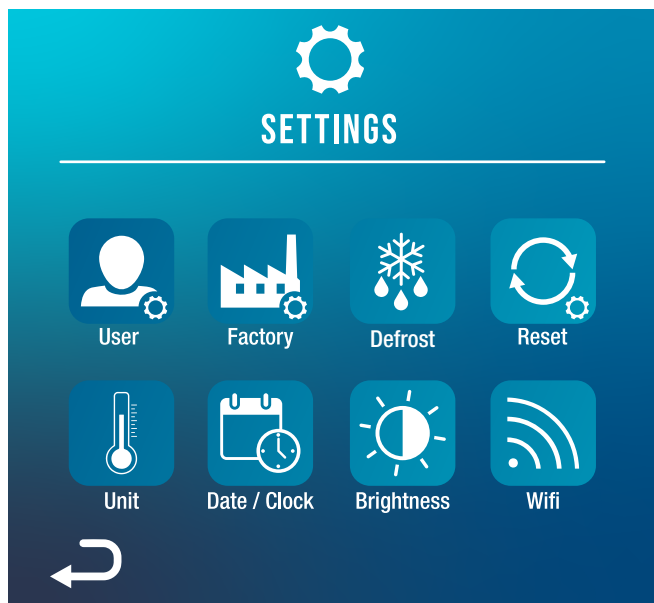 SETTINGS
User
Factory
Defrost
Reset
Unit
Date / Clock
Brightness
Wifi